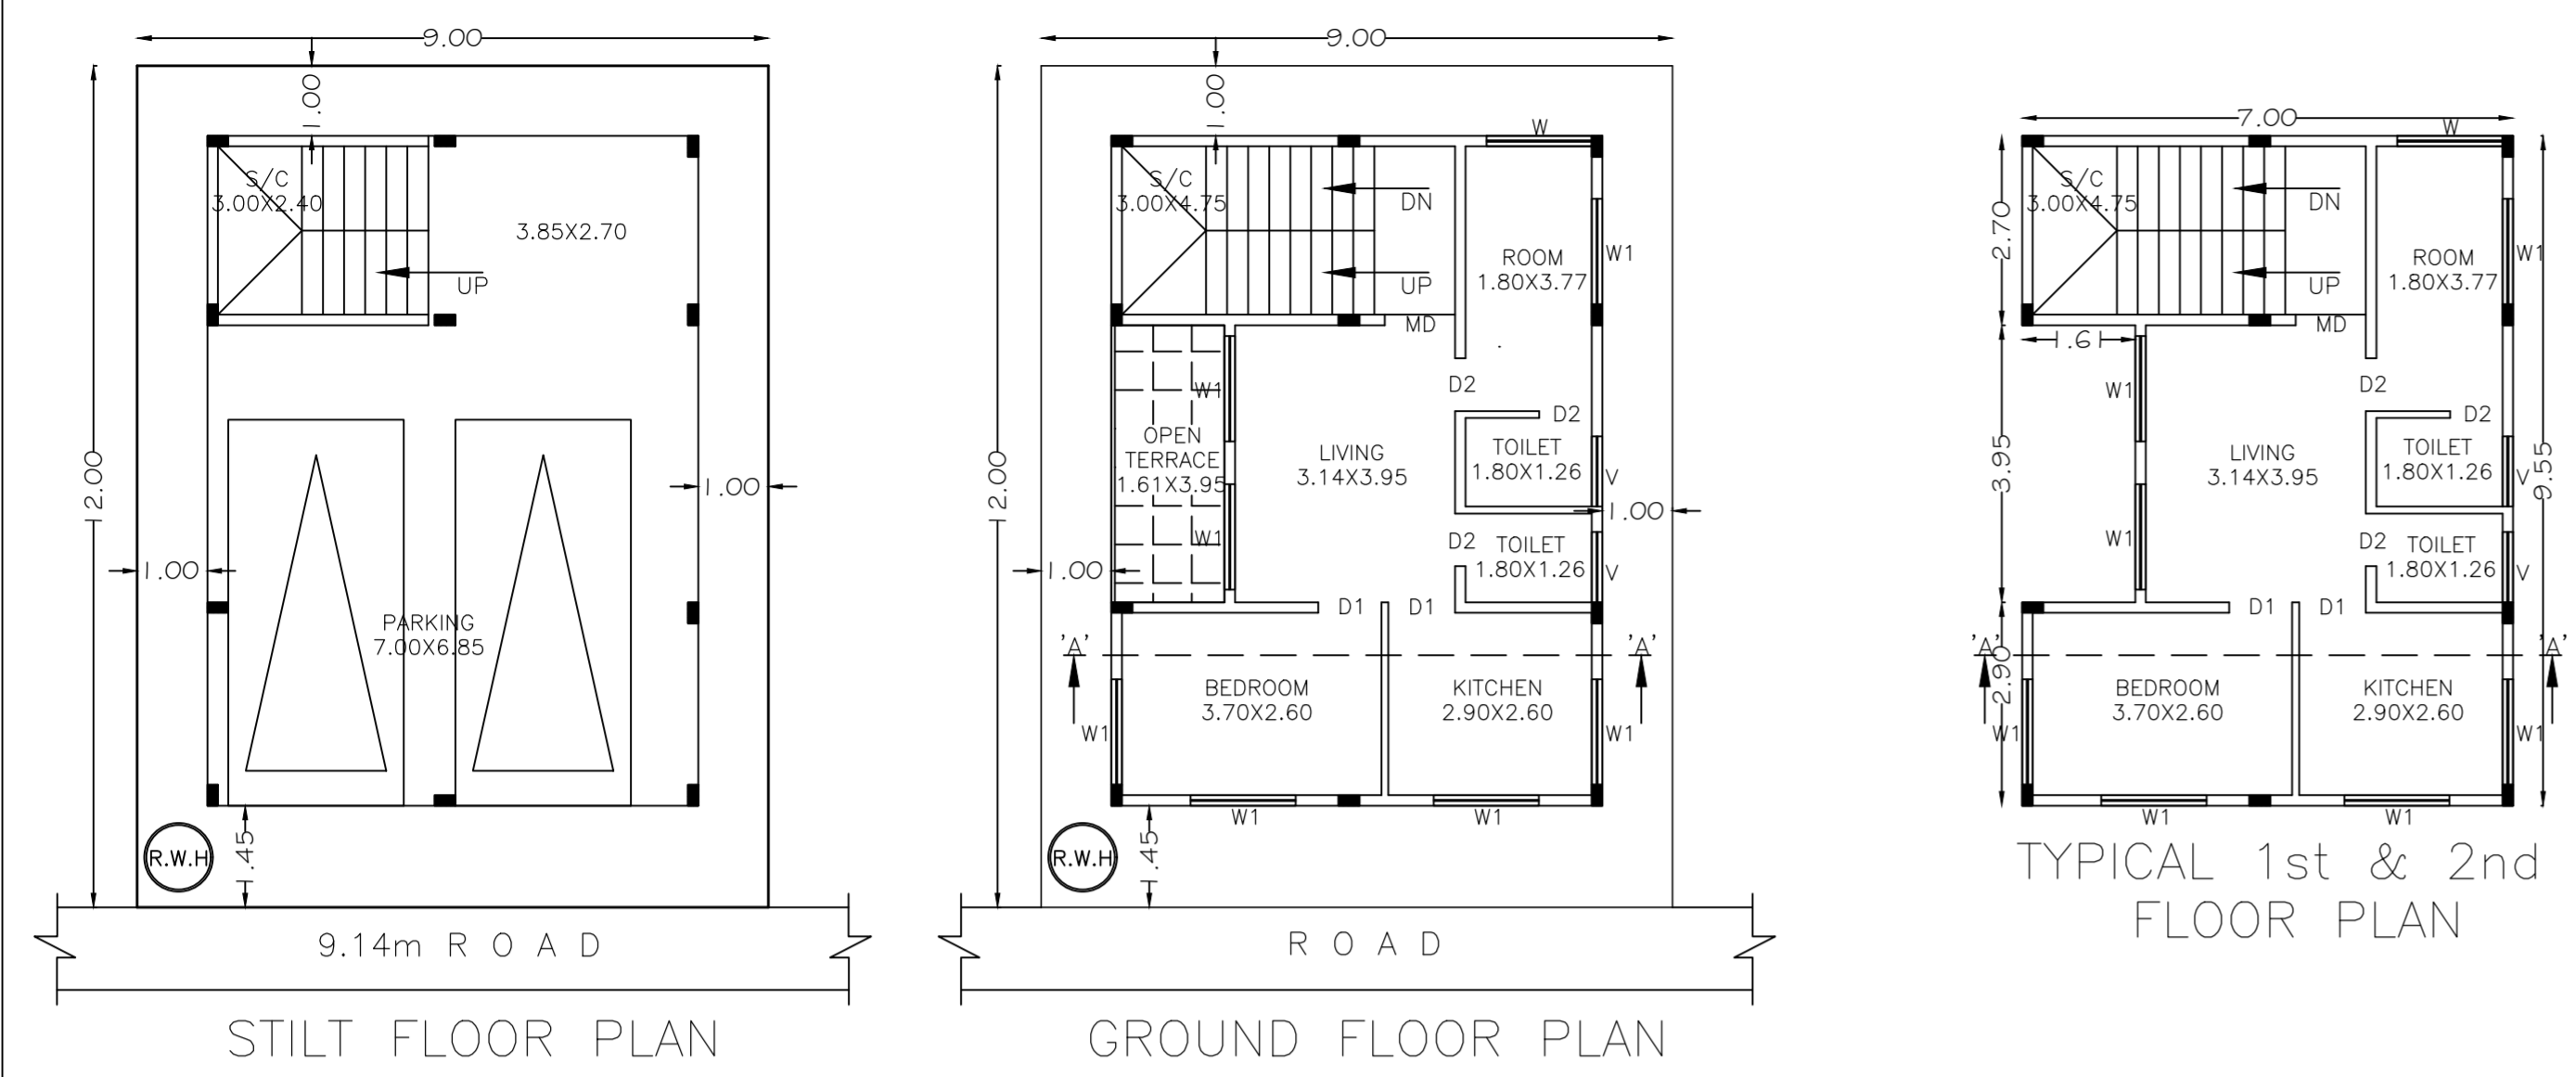 9.00
1.00
12.00
S/C
3.00X2.40
3.85X2.70
UP
1.00
1.00
PARKING
7.00X6.85
1.45
R.W.H
9.14m R O A D
STILT FLOOR PLAN
9.00
1.00
12.00
W
S/C
3.00X4.75
DN
UP
MD
ROOM
1.80X3.77
W1
D2
D2
W1
OPEN
TERRACE
1.61X3.95
LIVING
3.14X3.95
TOILET
1.80X1.26
V
1.00
W1
D2
TOILET
1.80X1.26
V
1.00
D1
D1
'A'
'A'
BEDROOM
3.70X2.60
KITCHEN
2.90X2.60
W1
W1
W1
W1
1.45
R.W.H
R O A D
GROUND FLOOR PLAN
7.00
W
2.70
S/C
3.00X4.75
DN
UP
MD
ROOM
1.80X3.77
W1
1.61
W1
D2
D2
3.95
LIVING
3.14X3.95
TOILET
1.80X1.26
V
9.55
W1
D2
TOILET
1.80X1.26
V
D1
D1
'A'
'A'
2.90
BEDROOM
3.70X2.60
KITCHEN
2.90X2.60
W1
W1
W1
W1
TYPICAL 1st & 2nd
FLOOR PLAN